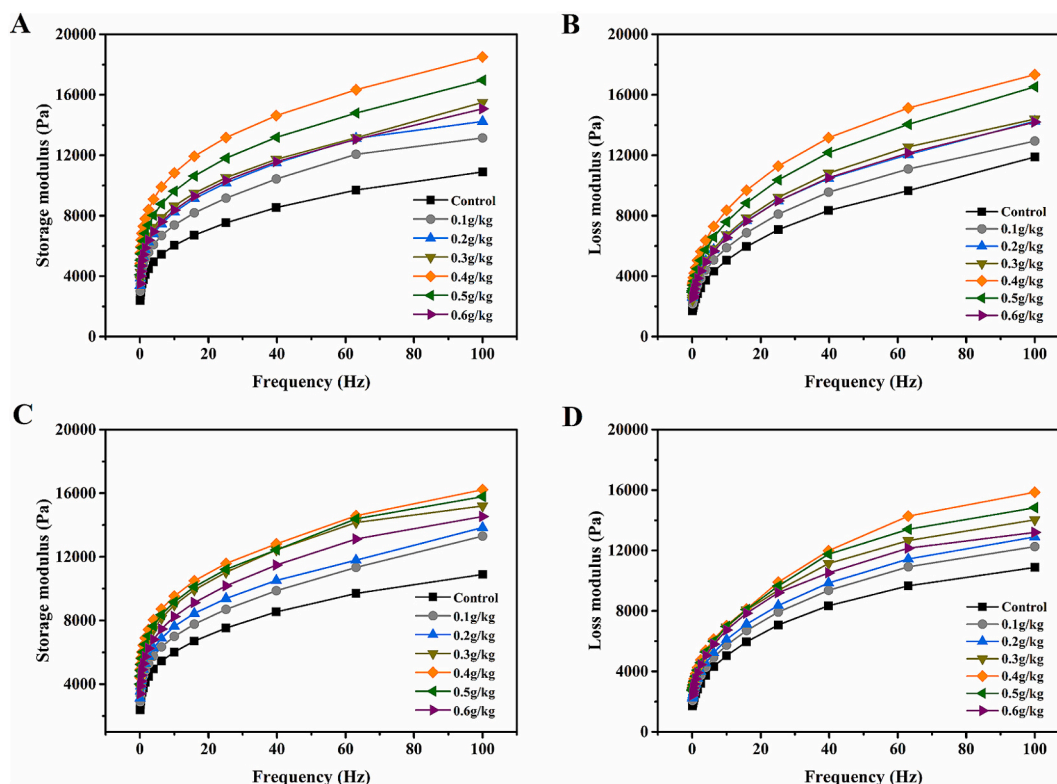 A
20000
16000
12000
8000
4000
0
Storage modulus (Pa)
Control
0.1g/kg
0.2g/kg
0.3g/kg
0.4g/kg
0.5g/kg
0.6g/kg
0 20 40 60 80 100
Frequency (Hz)
B
20000
16000
12000
8000
4000
0
Loss modulus (Pa)
Control
0.1g/kg
0.2g/kg
0.3g/kg
0.4g/kg
0.5g/kg
0.6g/kg
0 20 40 60 80 100
Frequency (Hz)
C
20000
16000
12000
8000
4000
Storage modulus (Pa)
Control
0.1g/kg
0.2g/kg
0.3g/kg
0.4g/kg
0.5g/kg
0.6g/kg
0 20 40 60 80 100
Frequency (Hz)
D
20000
16000
12000
8000
4000
0
Loss modulus (Pa)
Control
0.1g/kg
0.2g/kg
0.3g/kg
0.4g/kg
0.5g/kg
0.6g/kg
0 20 40 60 80 100
Frequency (Hz)